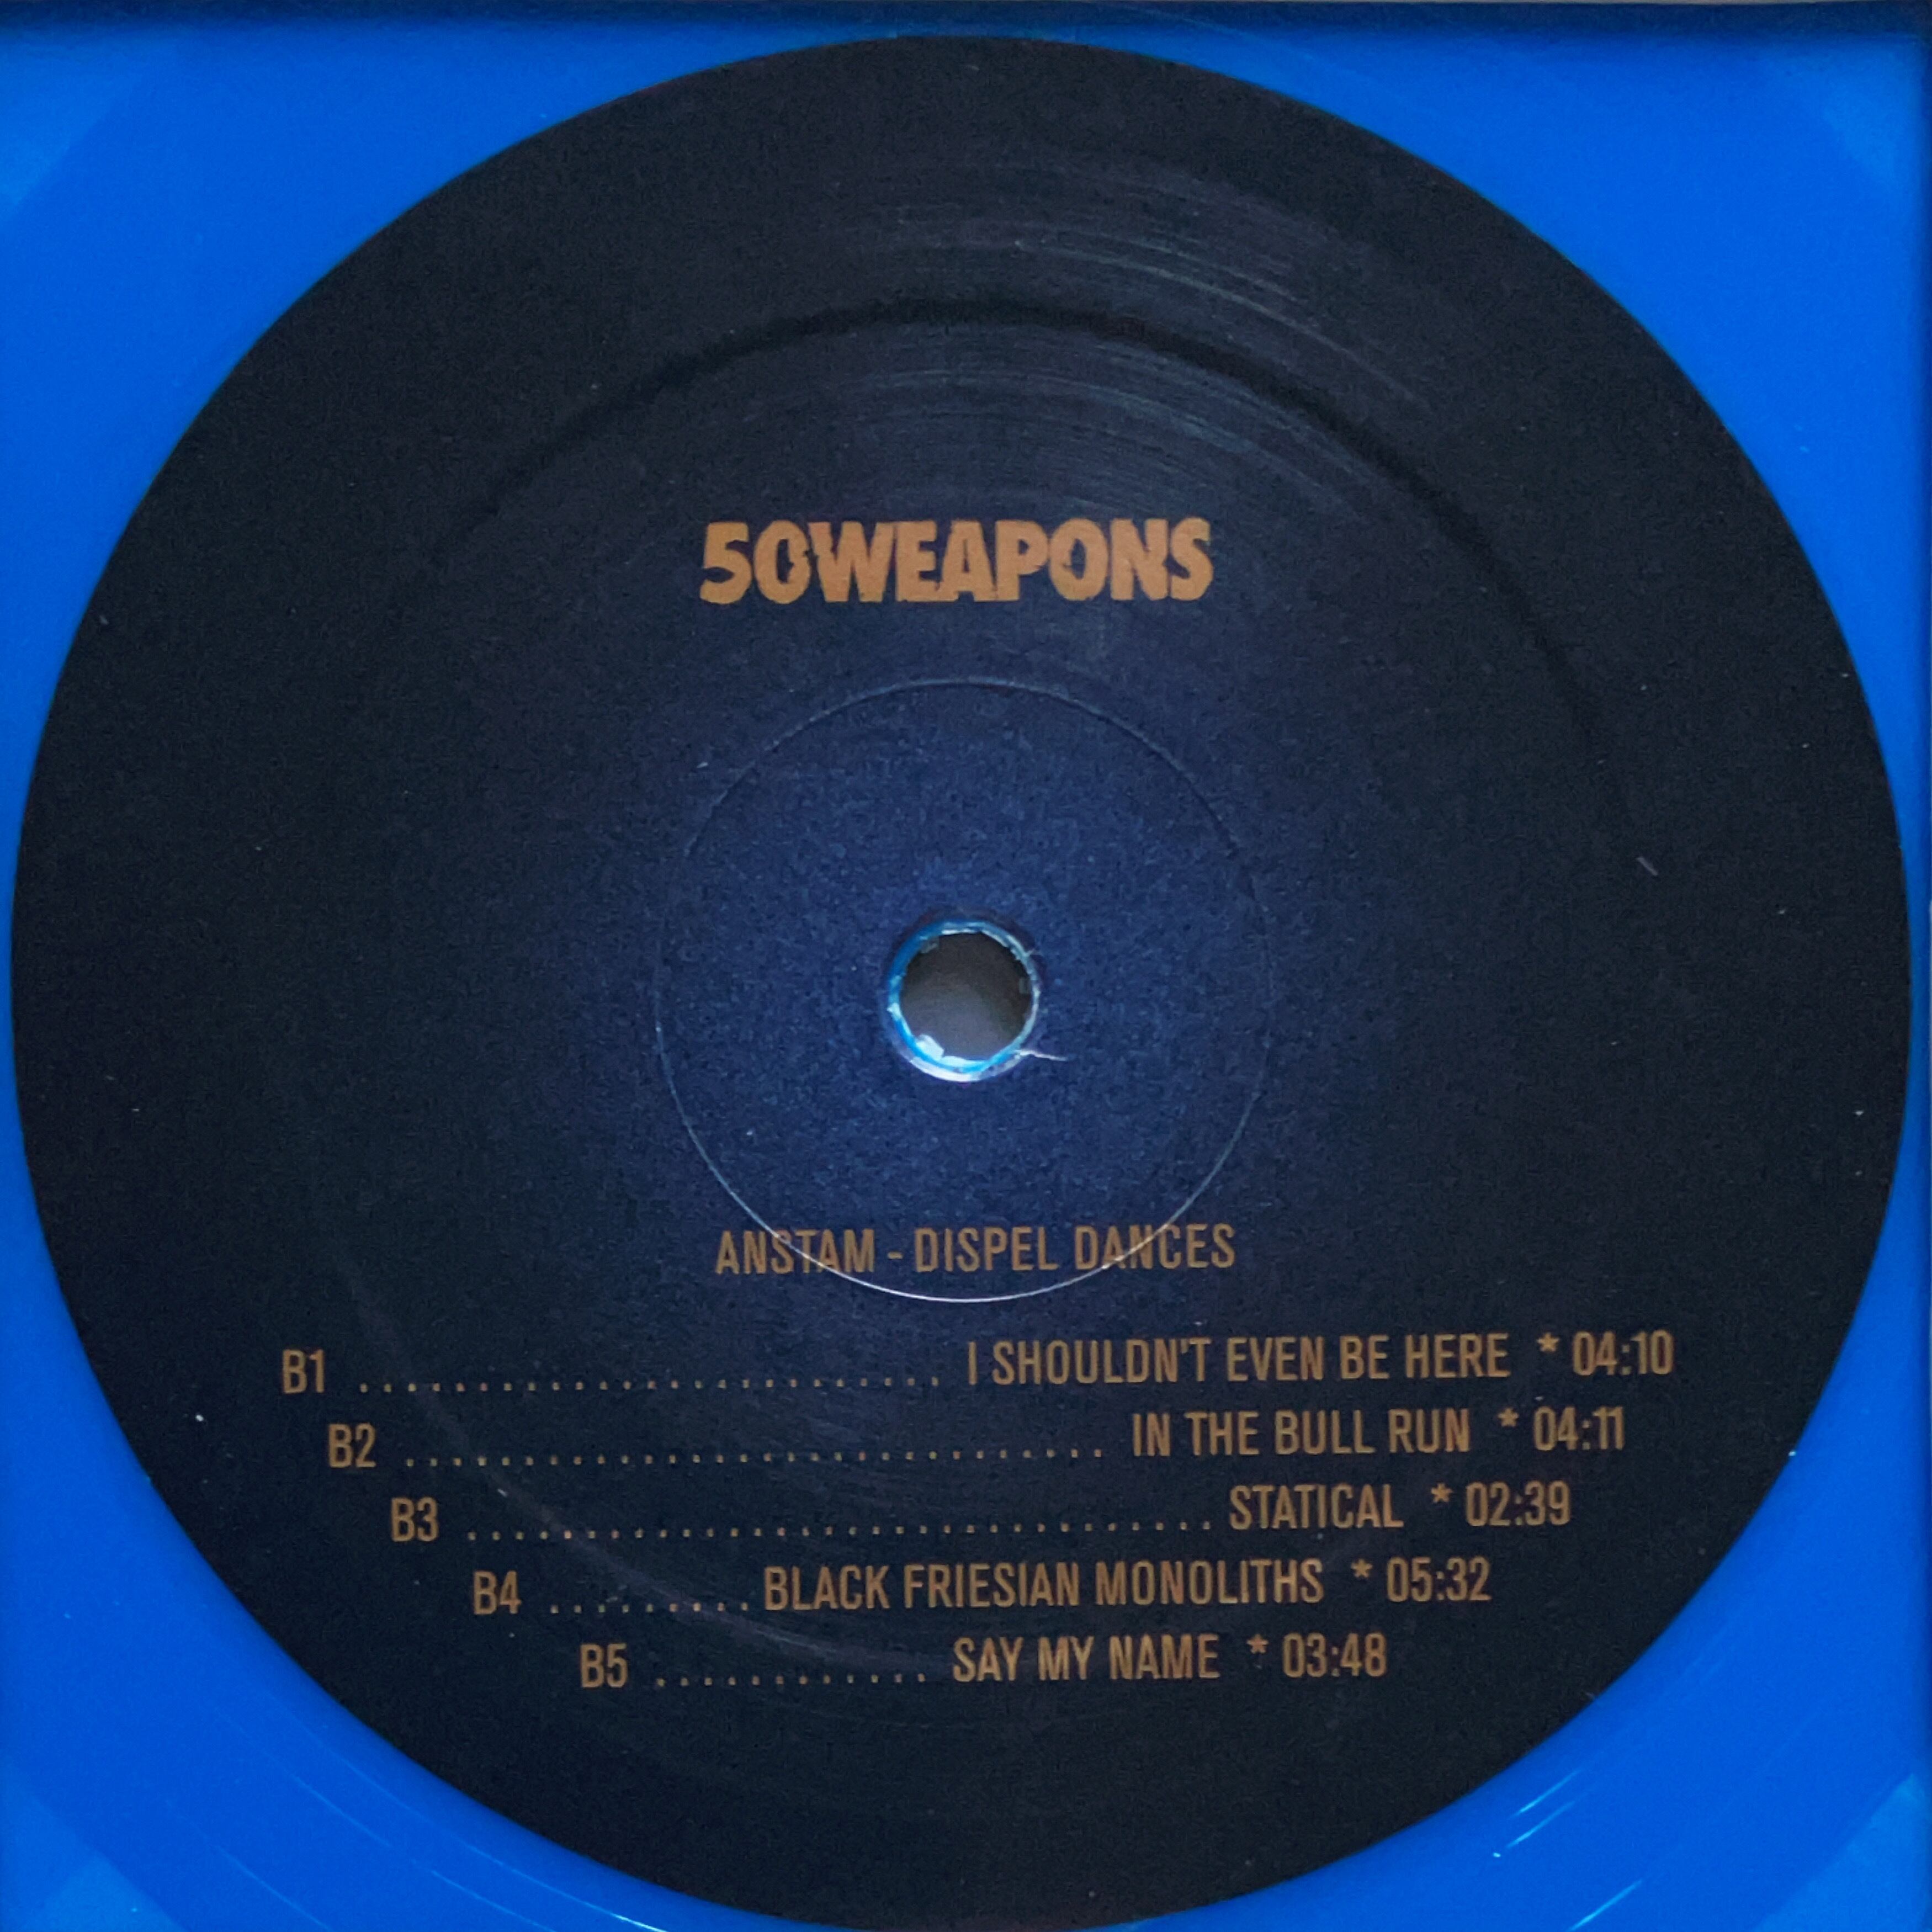 50WEAPONS
ANSTAM - DISPEL DANCES
B1 ........................... I SHOULDN'T EVEN BE HERE * 04:10
B2 ................................. IN THE BULL RUN * 04:11
B3 ................................... STATICAL * 02:39
B4 ......... BLACK FRIESIAN MONOLITHS * 05:32
B5 ............. SAY MY NAME * 03:48